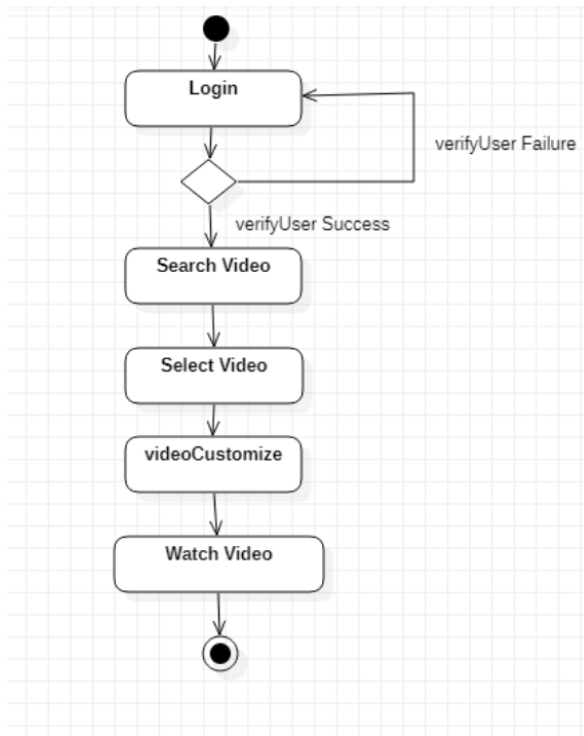 Login
verifyUser Failure
verifyUser Success
Search Video
Select Video
videoCustomize
Watch Video